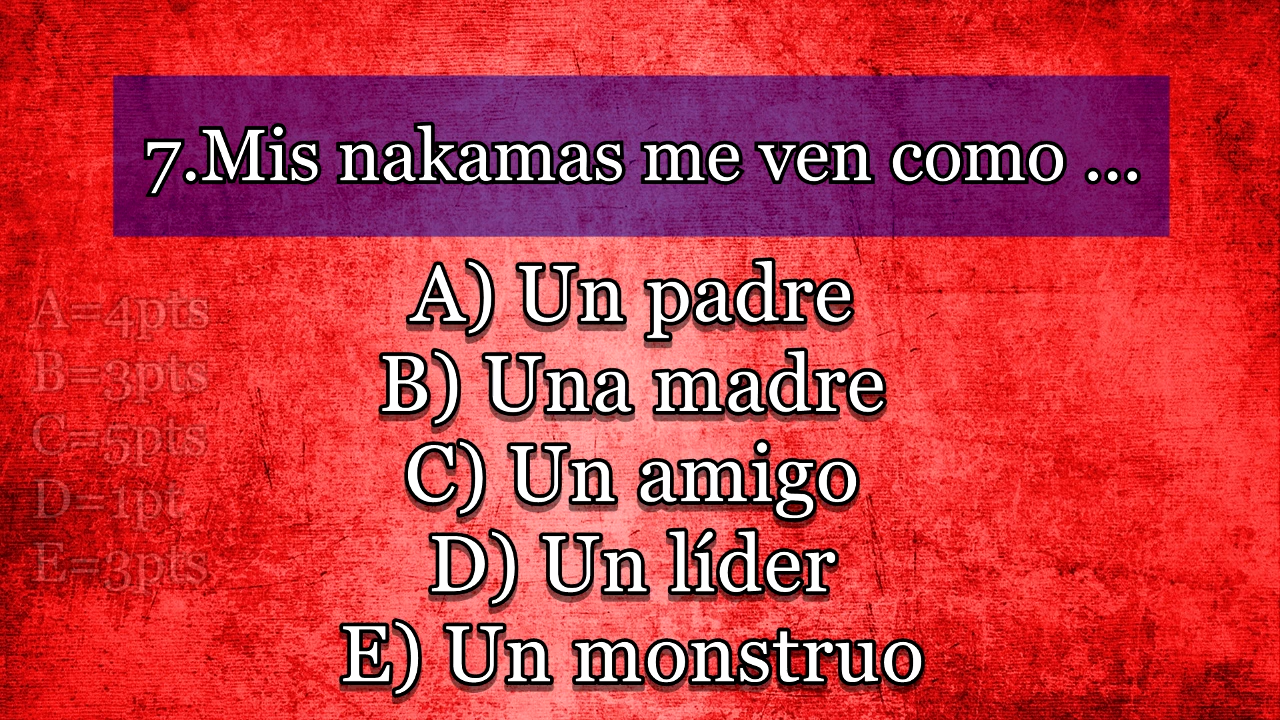 7.Mis nakamas me ven como ...
A) Un padre
B) Una madre
C) Un amigo
D) Un líder
E) Un monstruo
A=4pts
B=3pts
C=5pts
D=1pt
E=3pts